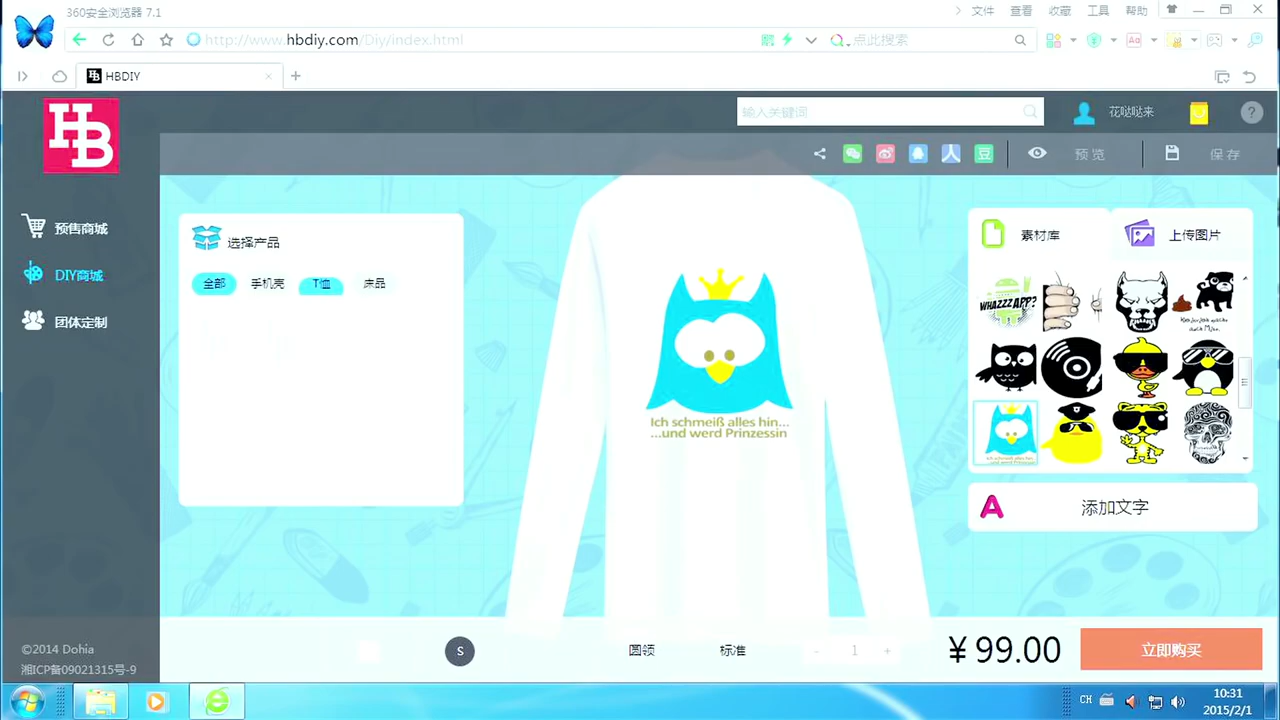 360安全浏览器 7.1
文件 查看 收藏 工具 帮助
http://www.hbdiy.com/Diy/index.html
点此搜索
HBDIY
HB
输入关键词
花哒哒来
预览
保存
预售商城
DIY商城
团体定制
选择产品
全部 手机壳 T恤 床品
素材库
上传图片
WHAZZZ APP?
Ich schmeiß alles hin...
...und werd Prinzessin
添加文字
A
S
圆领
标准
- 1 +
¥ 99.00
立即购买
©2014 Dohia
湘ICP备09021315号-9
CH
10:31
2015/2/1